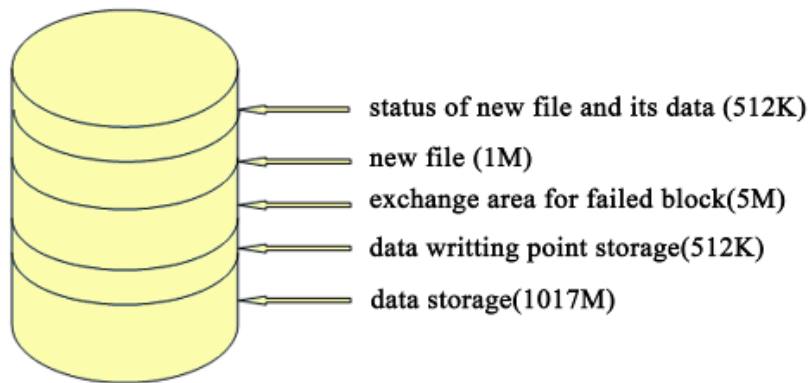 status of new file and its data (512K)
new file (1M)
exchange area for failed block(5M)
data writting point storage(512K)
data storage(1017M)